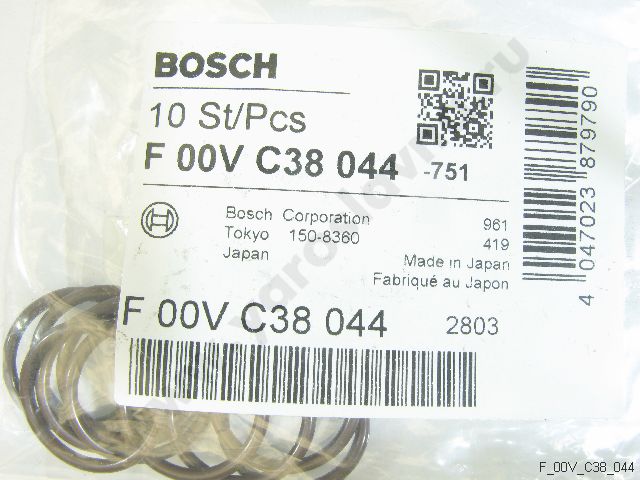 BOSCH
10 St/Pcs
F 00V C38 044 -751
Bosch Corporation
Tokyo 150-8360
Japan
961
419
Made in Japan
Fabriqué au Japon
4 047023 879790
F 00V C38 044 2803
F_00V_C38_044